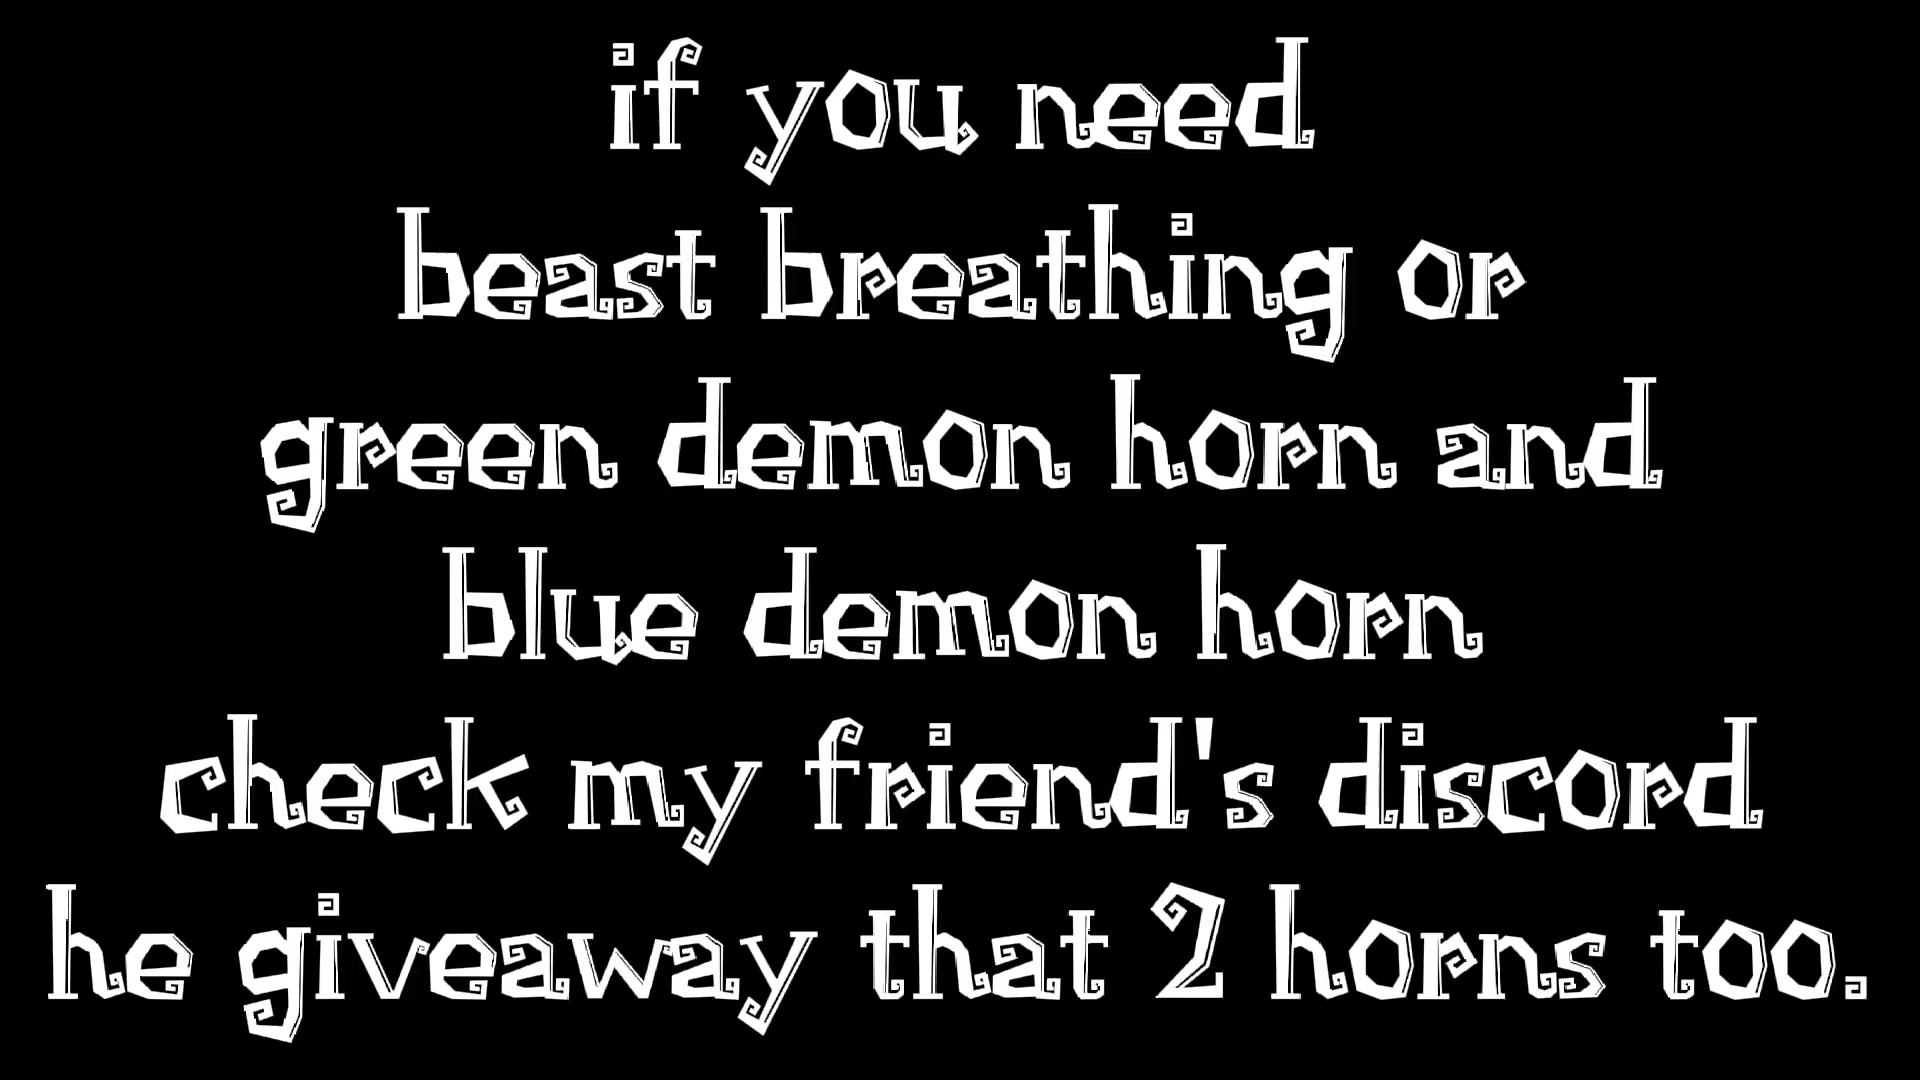 if you need
beast breathing or
green demon horn and
blue demon horn
check my friend's discord
he giveaway that 2 horns too.